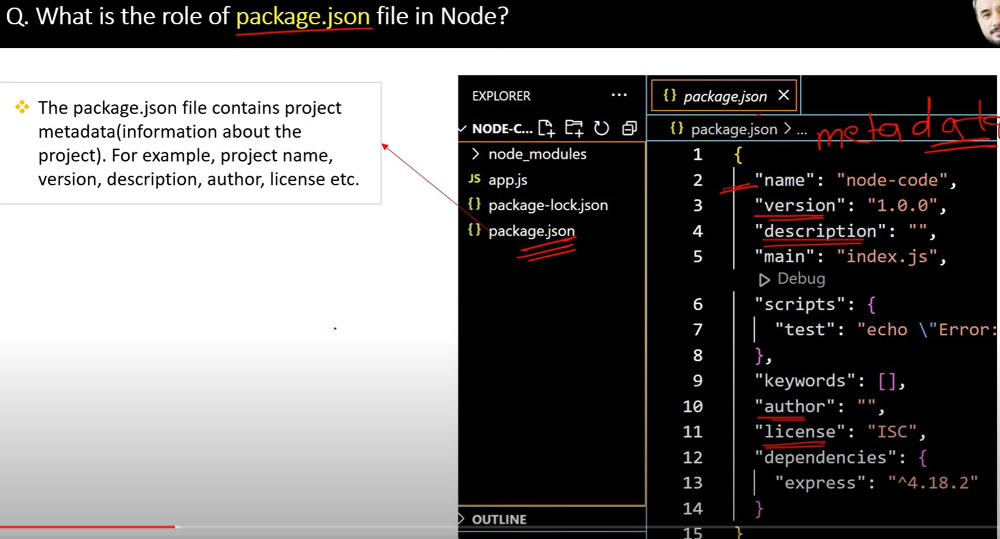 Q. What is the role of package.json file in Node?
The package.json file contains project
metadata(information about the
project). For example, project name,
version, description, author, license etc.
EXPLORER ...
NODE-C...
node_modules
JS app.js
{} package-lock.json
{} package.json
OUTLINE
{} package.json ×
{} package.json > ...
metadata
1 {
2 "name": "node-code",
3 "version": "1.0.0",
4 "description": "",
5 "main": "index.js",
Debug
6 "scripts": {
7 "test": "echo \"Error:
8 },
9 "keywords": [],
10 "author": "",
11 "license": "ISC",
12 "dependencies": {
13 "express": "^4.18.2"
14 }
15 }